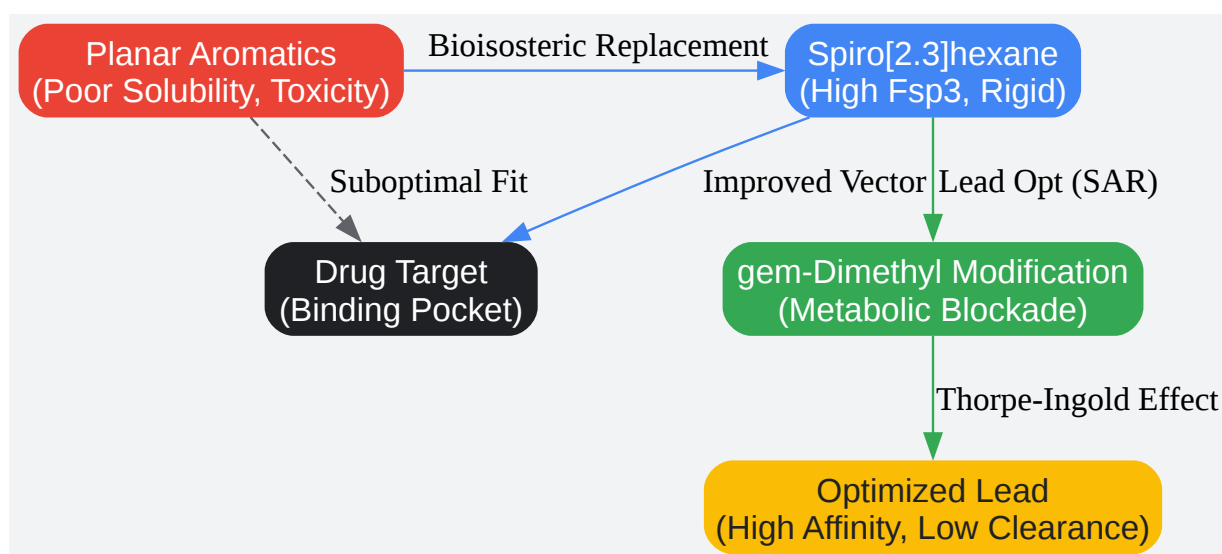 Planar Aromatics
(Poor Solubility, Toxicity)
Bioisosteric Replacement
Spiro[2.3]hexane
(High Fsp3, Rigid)
Suboptimal Fit
Improved Vector
Lead Opt (SAR)
Drug Target
(Binding Pocket)
gem-Dimethyl Modification
(Metabolic Blockade)
Thorpe-Ingold Effect
Optimized Lead
(High Affinity, Low Clearance)